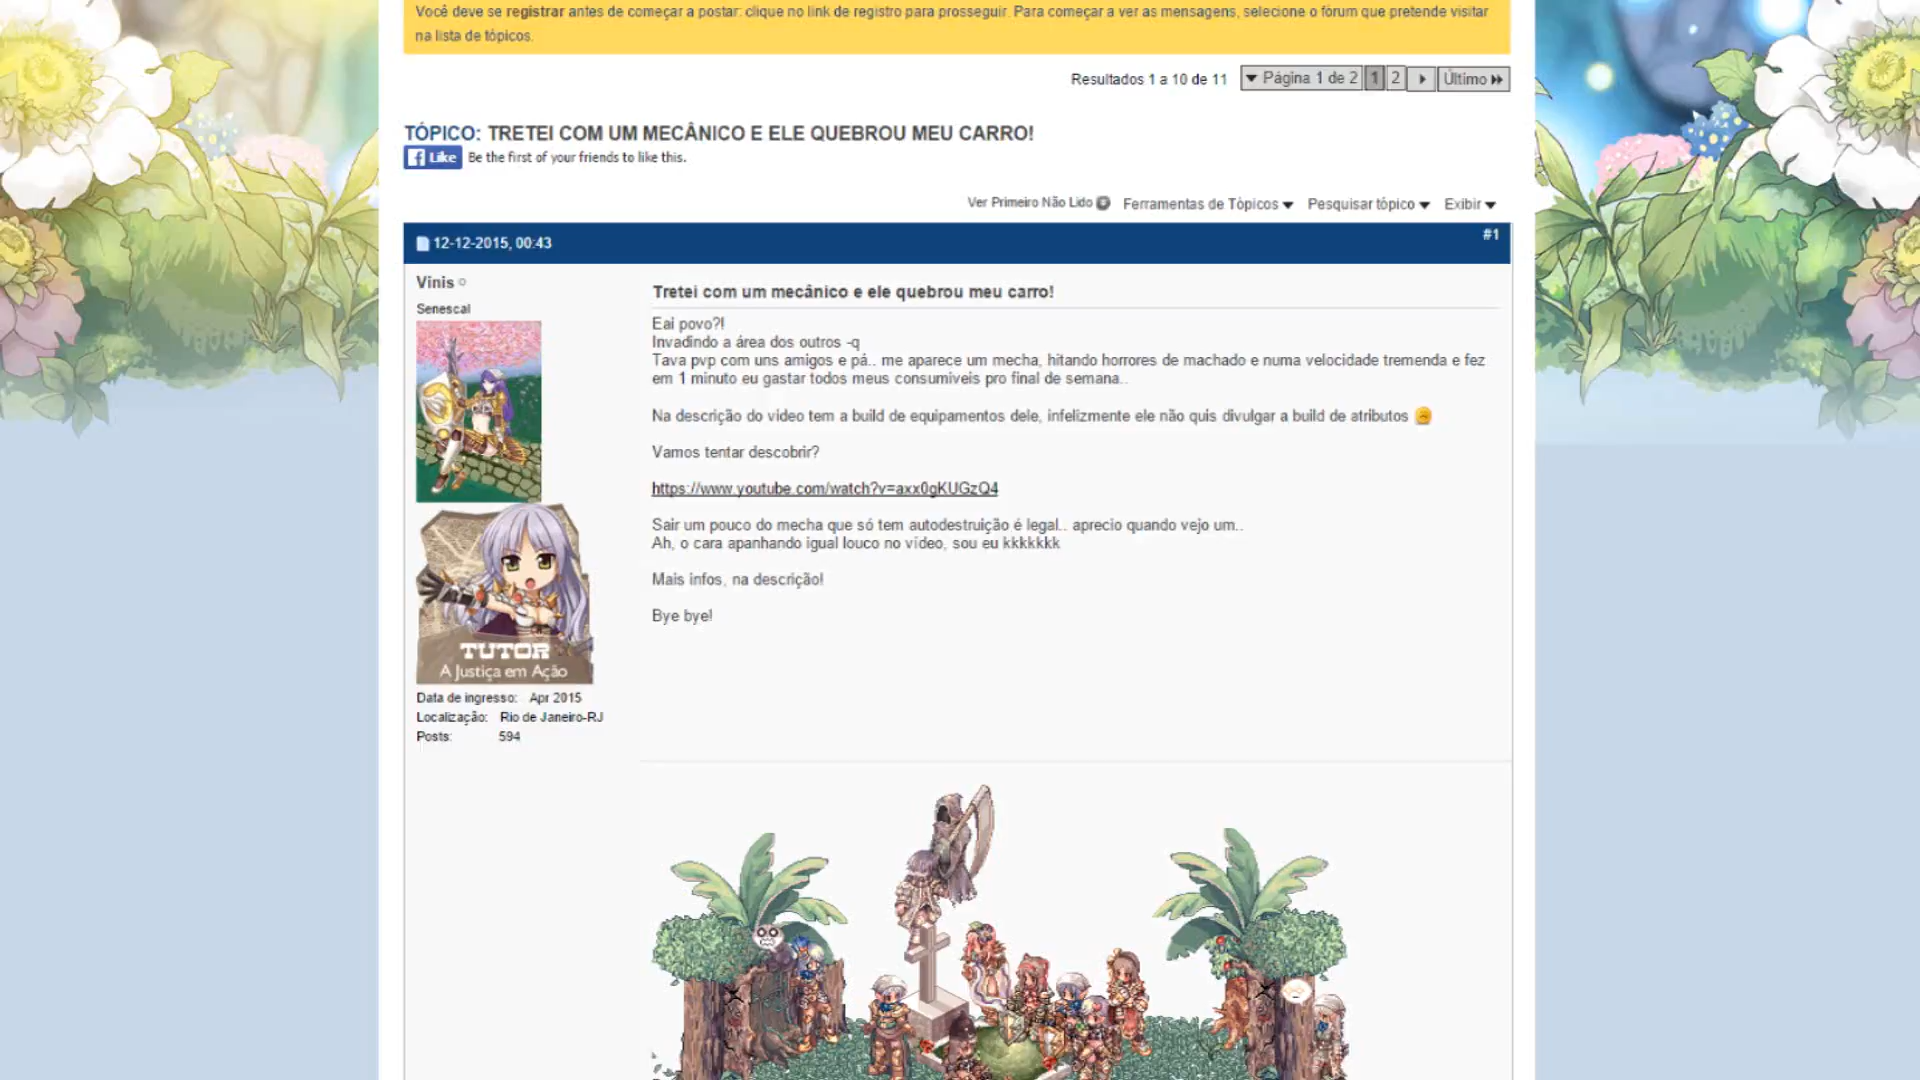 Você deve se registrar antes de começar a postar: clique no link de registro para prosseguir. Para começar a ver as mensagens, selecione o fórum que pretende visitar
na lista de tópicos.
Resultados 1 a 10 de 11 Página 1 de 2 1 2 Último
TÓPICO: TRETEI COM UM MECÂNICO E ELE QUEBROU MEU CARRO!
Like Be the first of your friends to like this.
Ver Primeiro Não Lido Ferramentas de Tópicos Pesquisar tópico Exibir
12-12-2015, 00:43 #1
Vinis
Senescal
Tretei com um mecânico e ele quebrou meu carro!
Eai povo?!
Invadindo a área dos outros -q
Tava pvp com uns amigos e pá.. me aparece um mecha, hitando horrores de machado e numa velocidade tremenda e fez
em 1 minuto eu gastar todos meus consumiveis pro final de semana..
Na descrição do video tem a build de equipamentos dele, infelizmente ele não quis divulgar a build de atributos
Vamos tentar descobrir?
https://www.youtube.com/watch?v=axx0gKUGzQ4
Sair um pouco do mecha que só tem autodestruição é legal.. aprecio quando vejo um..
Ah, o cara apanhando igual louco no vídeo, sou eu kkkkkkk
Mais infos, na descrição!
Bye bye!
TUTOR
A Justiça em Ação
Data de ingresso: Apr 2015
Localização: Rio de Janeiro-RJ
Posts: 594